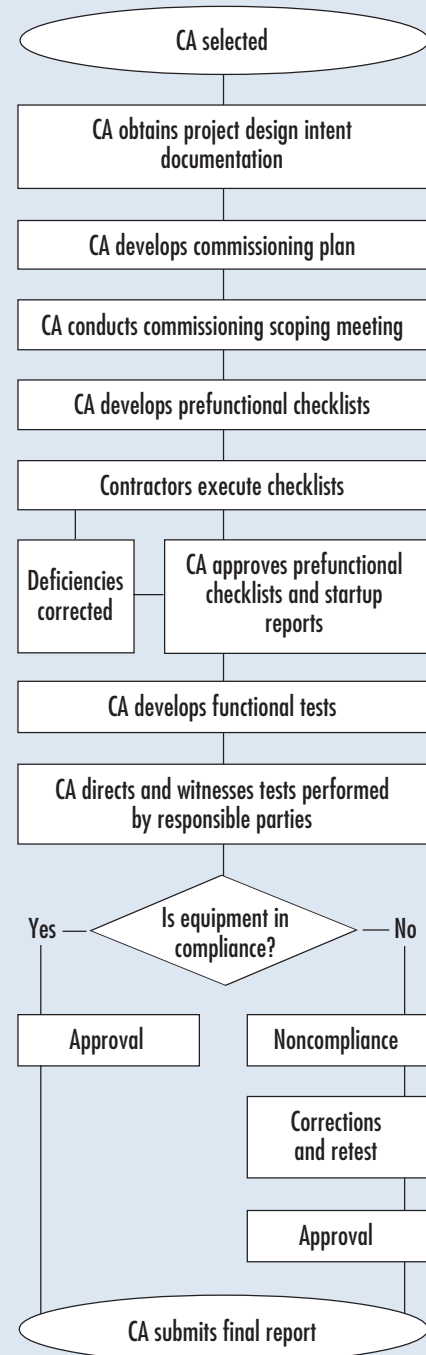 CA selected
CA obtains project design intent
documentation
CA develops commissioning plan
CA conducts commissioning scoping meeting
CA develops prefunctional checklists
Contractors execute checklists
Deficiencies
corrected
CA approves prefunctional
checklists and startup
reports
CA develops functional tests
CA directs and witnesses tests performed
by responsible parties
Yes
Is equipment in
compliance?
No
Approval
Noncompliance
Corrections
and retest
Approval
CA submits final report